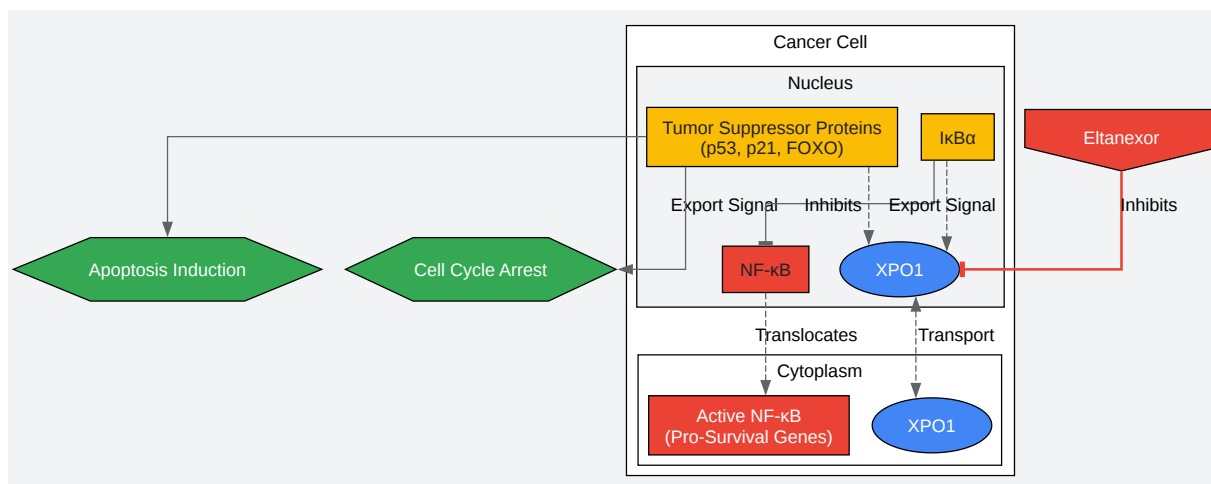 Cancer Cell
Nucleus
Tumor Suppressor Proteins
(p53, p21, FOXO)
IκBα
Eltanexor
Export Signal
Inhibits
Export Signal
Inhibits
Apoptosis Induction
Cell Cycle Arrest
NF-κB
XPO1
Translocates
Transport
Cytoplasm
Active NF-κB
(Pro-Survival Genes)
XPO1